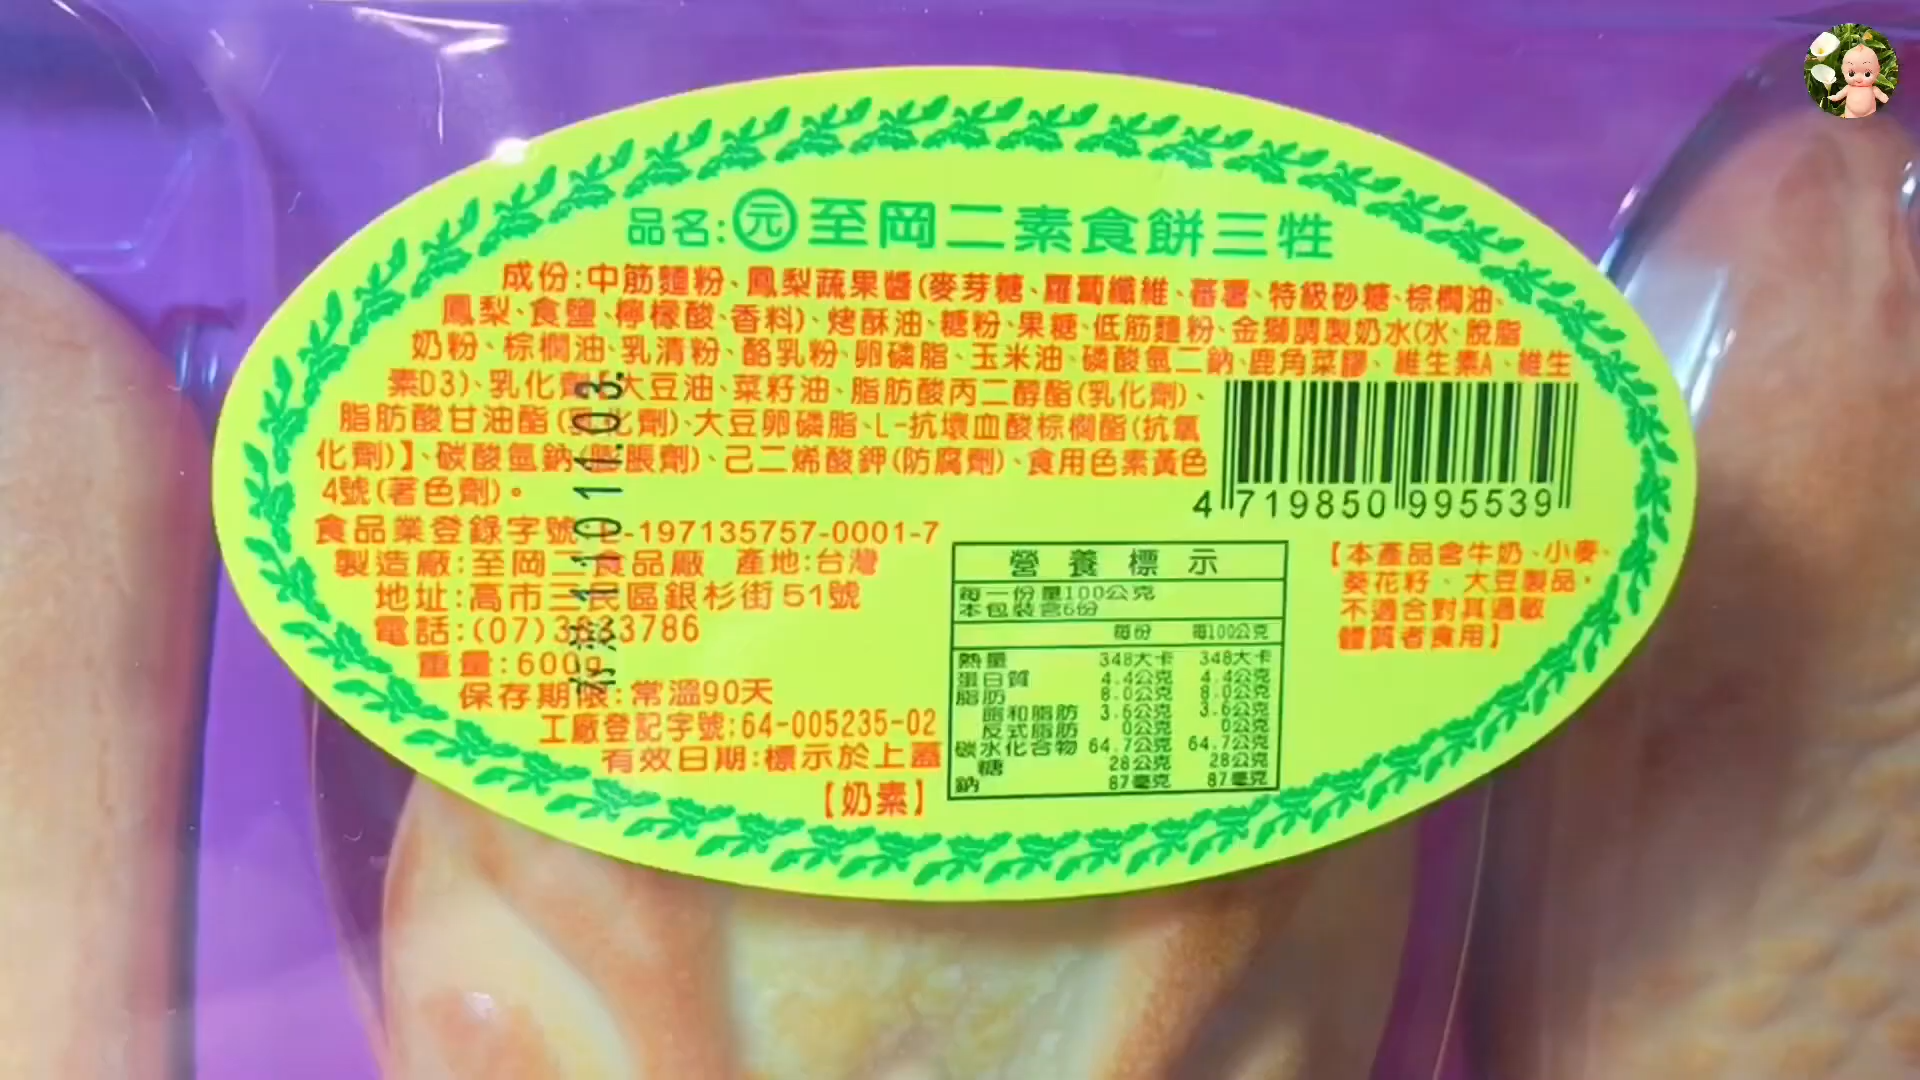 品名:元至岡二素食餅三牲
成份:中筋麵粉、鳳梨蔬果醬(麥芽糖、羅蔔纖維、蕃薯、特級砂糖、棕櫚油、
鳳梨、食鹽、檸檬酸、香料)、烤酥油、糖粉、果糖、低筋麵粉、金獅調製奶水(水、脫脂
奶粉、棕櫚油、乳清粉、酪乳粉、卵磷脂、玉米油、磷酸氫二鈉、鹿角菜膠、維生素A、維生
素D3)、乳化劑【大豆油、菜籽油、脂肪酸丙二醇酯(乳化劑)、
脂肪酸甘油酯(乳化劑)、大豆卵磷脂、L-抗壞血酸棕櫚酯(抗氧
化劑)】、碳酸氫鈉(膨脹劑)、己二烯酸鉀(防腐劑)、食用色素黃色
4號(著色劑)。
食品業登錄字號E-197135757-0001-7
製造廠:至岡二食品廠 產地:台灣
地址:高市三民區銀杉街51號
電話:(07)3833786
重量:600g
保存期限:常溫90天
工廠登記字號:64-005235-02
有效日期:標示於上蓋
【奶素】
有效 110 11.03.
4 719850 995539
營養標示
每一份量100公克
本包裝含6份
每份 每100公克
熱量 348大卡 348大卡
蛋白質 4.4公克 4.4公克
脂肪 8.0公克 8.0公克
飽和脂肪 3.6公克 3.6公克
反式脂肪 0公克 0公克
碳水化合物 64.7公克 64.7公克
糖 28公克 28公克
鈉 87毫克 87毫克
【本產品含牛奶、小麥、
葵花籽、大豆製品,
不適合對其過敏
體質者食用】